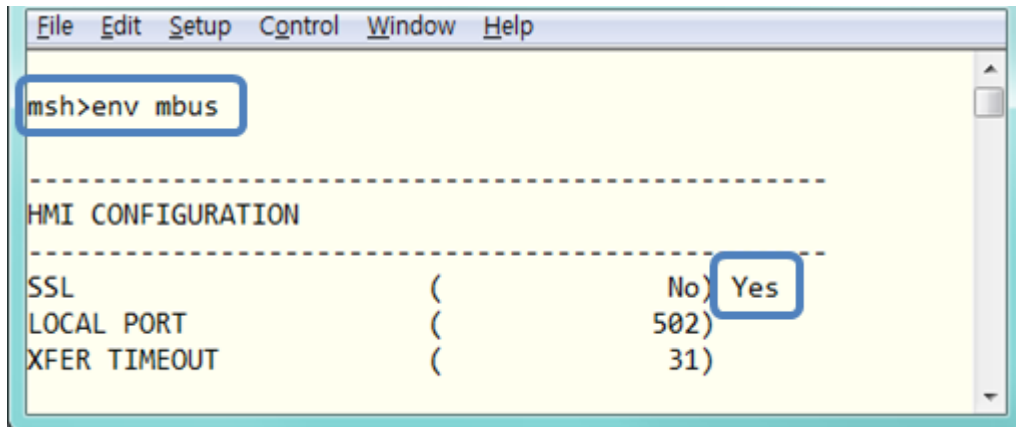 File Edit Setup Control Window Help
msh>env mbus
--------------------------------------------------
HMI CONFIGURATION
--------------------------------------------------
SSL ( No) Yes
LOCAL PORT ( 502)
XFER TIMEOUT ( 31)